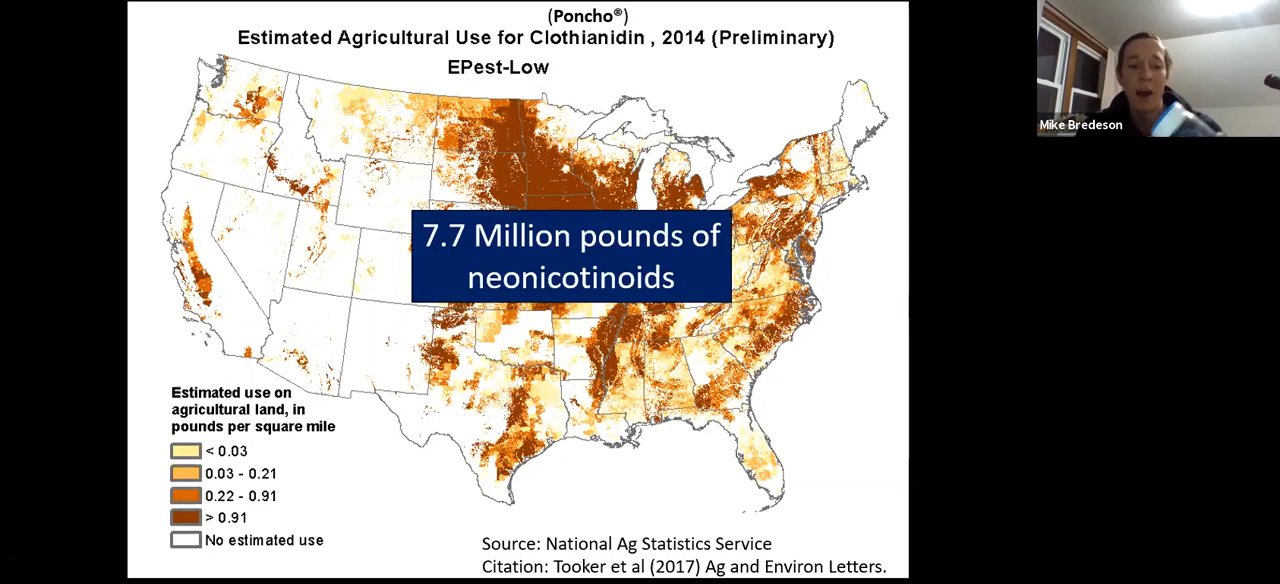 (Poncho®)
Estimated Agricultural Use for Clothianidin , 2014 (Preliminary)
EPest-Low
Mike Bredeson
7.7 Million pounds of
neonicotinoids
Estimated use on
agricultural land, in
pounds per square mile
< 0.03
0.03 - 0.21
0.22 - 0.91
> 0.91
No estimated use
Source: National Ag Statistics Service
Citation: Tooker et al (2017) Ag and Environ Letters.